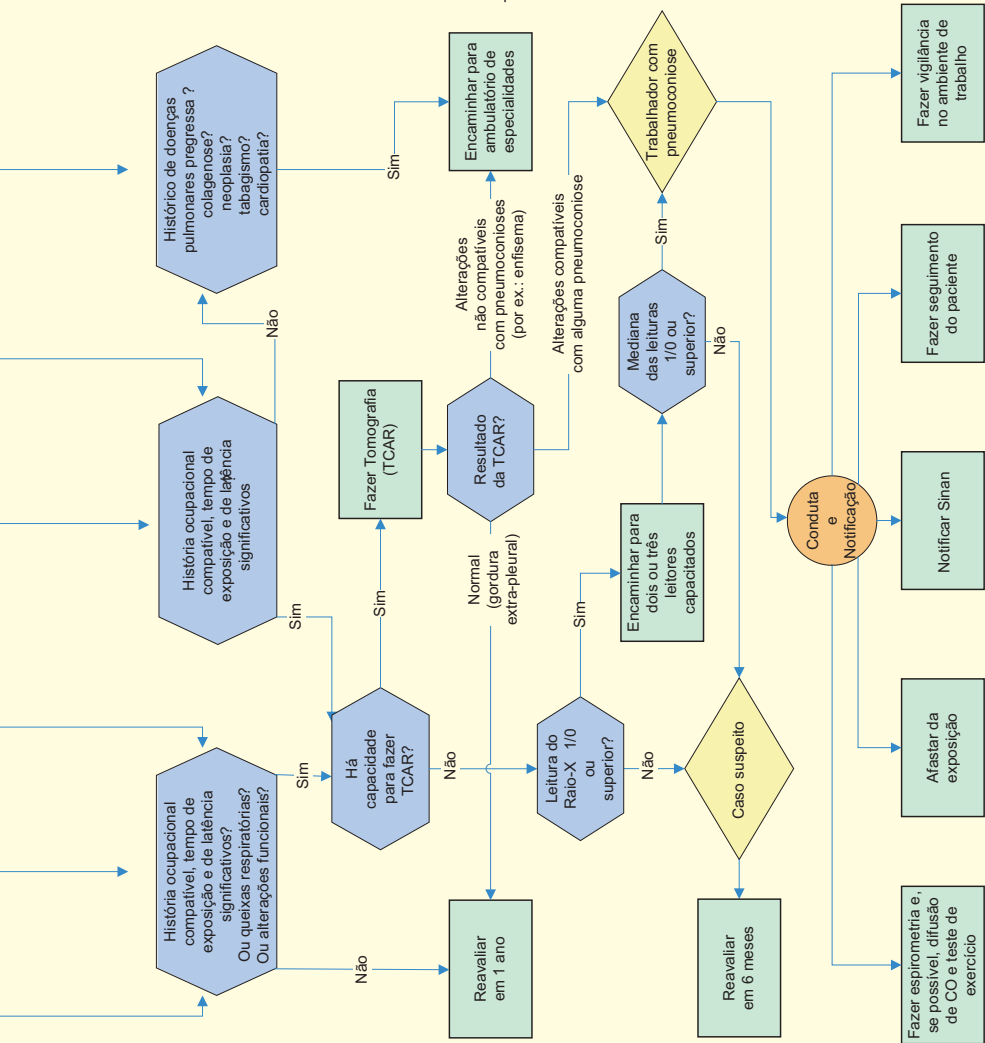 História ocupacional
compatível, tempo de
exposição e de latência
significativos?
Ou queixas respiratórias?
Ou alterações funcionais?
História ocupacional
compatível, tempo de
exposição e de latência
significativos
Histórico de doenças
pulmonares pregressa ?
colagenose?
neoplasia?
tabagismo?
cardiopatia?
Não
Sim
Sim
Não
Sim
Há
capacidade
para fazer
TCAR?
Sim
Não
Fazer Tomografia
(TCAR)
Reavaliar
em 1 ano
Normal
(gordura
extra-pleural)
Resultado
da TCAR?
Alterações
não compatíveis
com pneumoconioses
(por ex.: enfisema)
Encaminhar para
ambulatório de
especialidades
Alterações compatíveis
com alguma pneumoconiose
Leitura do
Raio-X 1/0
ou
superior?
Sim
Não
Encaminhar para
dois ou três
leitores
capacitados
Mediana
das leituras
1/0 ou
superior?
Sim
Não
Trabalhador com
pneumoconiose
Caso suspeito
Reavaliar
em 6 meses
Conduta
e
Notificação
Fazer espirometria e,
se possível, difusão
de CO e teste de
exercício
Afastar da
exposição
Notificar Sinan
Fazer seguimento
do paciente
Fazer vigilância
no ambiente de
trabalho